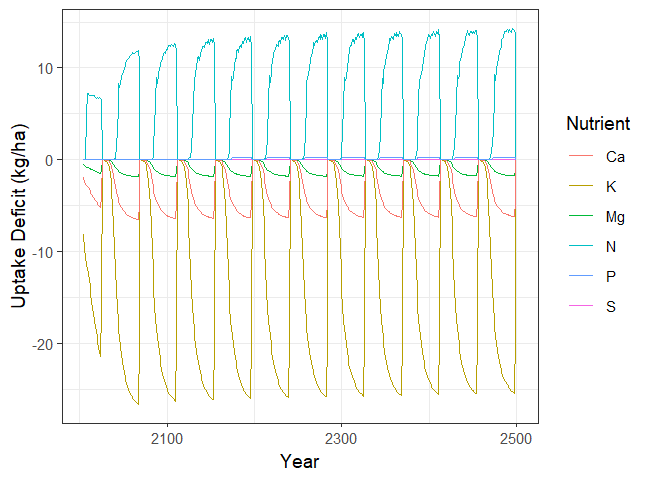 10
0
-10
-20
Uptake Deficit (kg/ha)
2100
2300
2500
Year
Nutrient
Ca
K
Mg
N
P
S